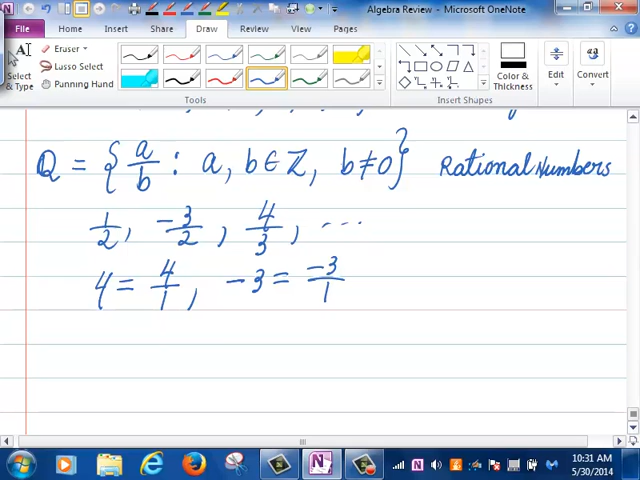 Algebra Review - Microsoft OneNote
File Home Insert Share Draw Review View
Select & Type
Eraser
Lasso Select
Panning Hand
Tools
Insert Shapes
Color & Thickness
Edit
Convert
Q = { a/b : a, b ∈ Z, b ≠ 0 } Rational Numbers
1/2, -3/2, 4/3, ...
4 = 4/1, -3 = -3/1
10:31 AM
5/30/2014